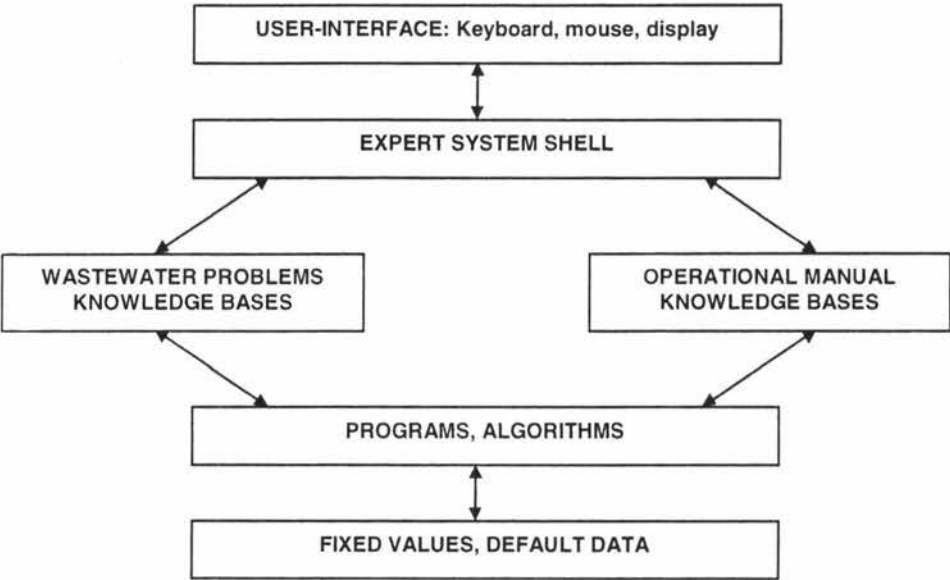 USER-INTERFACE: Keyboard, mouse, display
EXPERT SYSTEM SHELL
WASTEWATER PROBLEMS
KNOWLEDGE BASES
OPERATIONAL MANUAL
KNOWLEDGE BASES
PROGRAMS, ALGORITHMS
FIXED VALUES, DEFAULT DATA